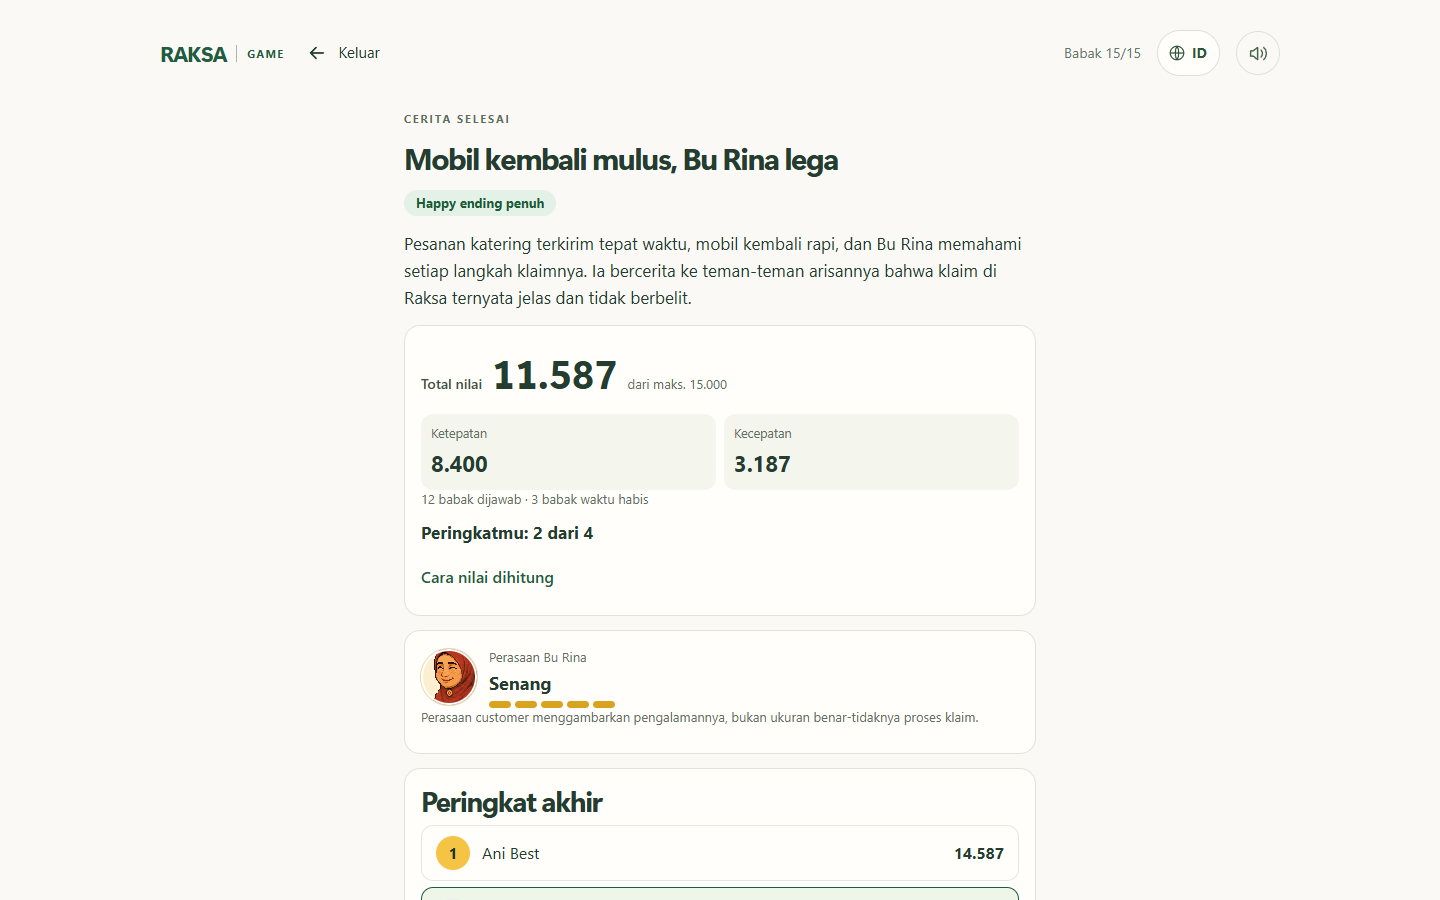 RAKSA GAME Keluar Babak 15/15 ID
CERITA SELESAI
Mobil kembali mulus, Bu Rina lega
Happy ending penuh
Pesanan katering terkirim tepat waktu, mobil kembali rapi, dan Bu Rina memahami
setiap langkah klaimnya. Ia bercerita ke teman-teman arisannya bahwa klaim di
Raksa ternyata jelas dan tidak berbelit.
Total nilai 11.587 dari maks. 15.000
Ketepatan
8.400
Kecepatan
3.187
12 babak dijawab · 3 babak waktu habis
Peringkatmu: 2 dari 4
Cara nilai dihitung
Perasaan Bu Rina
Senang
Perasaan customer menggambarkan pengalamannya, bukan ukuran benar-tidaknya proses klaim.
Peringkat akhir
1 Ani Best 14.587